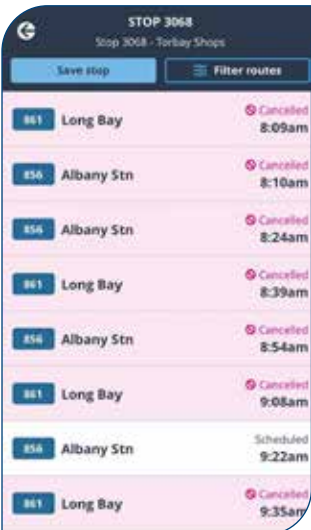 STOP 3068
Stop 3068 - Torbay Shops
Save stop
Filter routes
Cancelled
861 Long Bay
8:09am
Cancelled
856 Albany Stn
8:10am
Cancelled
856 Albany Stn
8:24am
Cancelled
861 Long Bay
8:39am
Cancelled
856 Albany Stn
8:54am
Cancelled
861 Long Bay
9:08am
Scheduled
856 Albany Stn
9:22am
Cancelled
861 Long Bay
9:35am